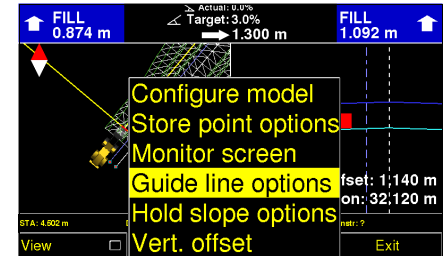 FILL
0.874 m
Actual: 0.0%
Target: 3.0%
1.300 m
FILL
1.092 m
Configure model
Store point options
Monitor screen
Guide line options
Hold slope options
Vert. offset
fset: 1,140 m
on: 32,120 m
STA: 4.502 m
nstr: ?
View
Exit